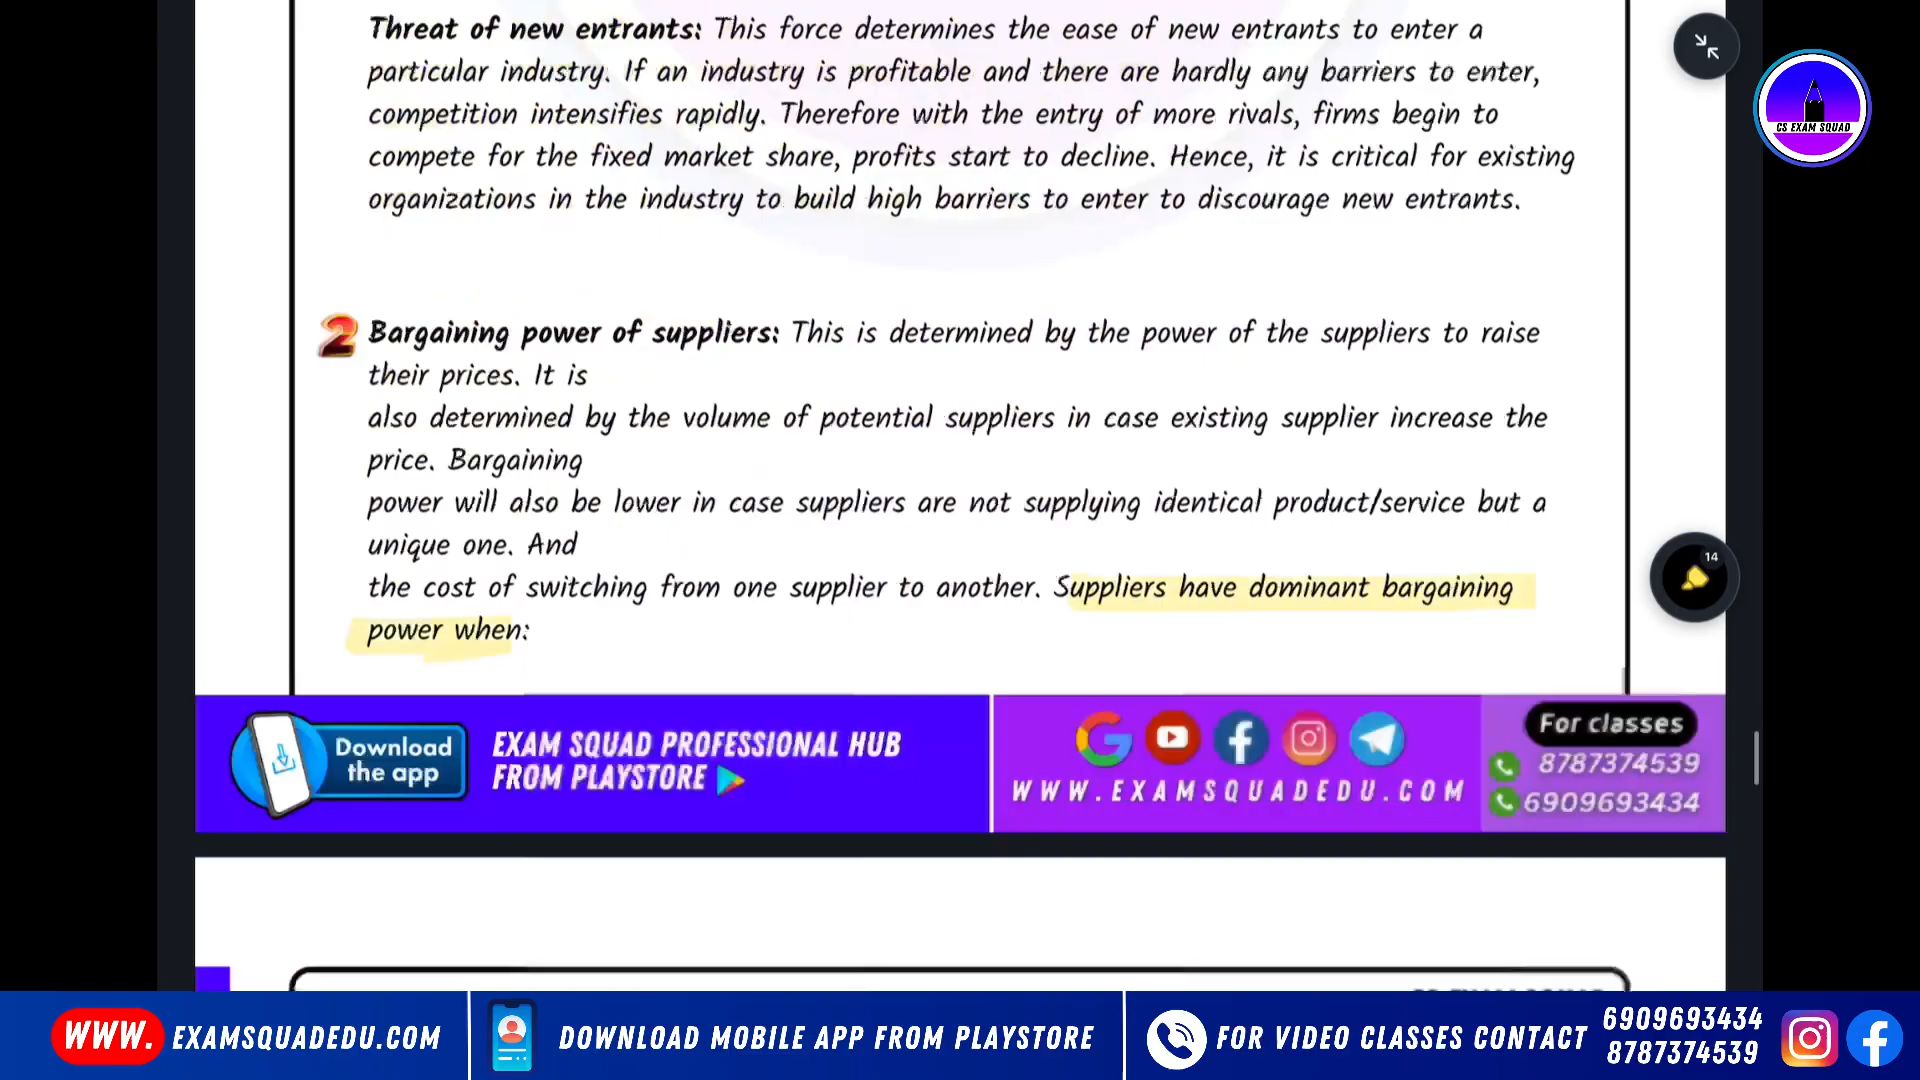 Threat of new entrants: This force determines the ease of new entrants to enter a
particular industry. If an industry is profitable and there are hardly any barriers to enter,
competition intensifies rapidly. Therefore with the entry of more rivals, firms begin to
compete for the fixed market share, profits start to decline. Hence, it is critical for existing
organizations in the industry to build high barriers to enter to discourage new entrants.
CS EXAM SQUAD
2 Bargaining power of suppliers: This is determined by the power of the suppliers to raise
their prices. It is
also determined by the volume of potential suppliers in case existing supplier increase the
price. Bargaining
power will also be lower in case suppliers are not supplying identical product/service but a
unique one. And
14
the cost of switching from one supplier to another. Suppliers have dominant bargaining
power when:
Download
the app
EXAM SQUAD PROFESSIONAL HUB
FROM PLAYSTORE
WWW.EXAMSQUADEDU.COM
For classes
8787374539
6909693434
WWW. EXAMSQUADEDU.COM
DOWNLOAD MOBILE APP FROM PLAYSTORE
FOR VIDEO CLASSES CONTACT
6909693434
8787374539